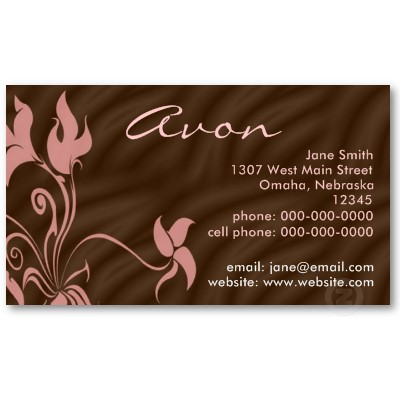 Avon
Jane Smith
1307 West Main Street
Omaha, Nebraska
12345
phone: 000-000-0000
cell phone: 000-000-0000
email: jane@email.com
website: www.website.com